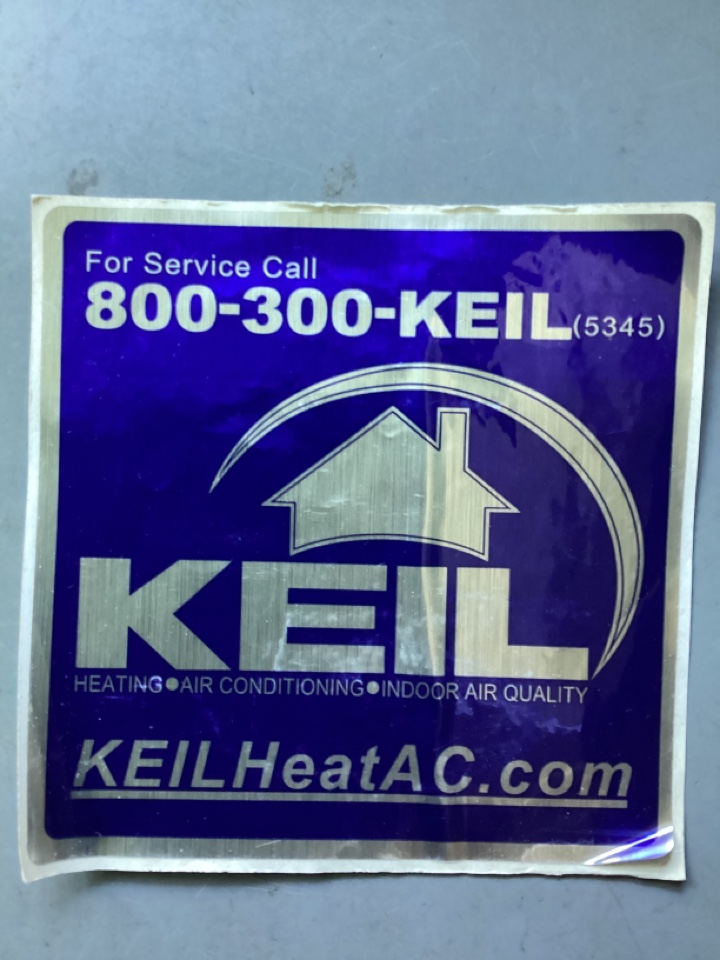 For Service Call
800-300-KEIL(5345)
KEIL
HEATING●AIR CONDITIONING●INDOOR AIR QUALITY
KEILHeatAC.com